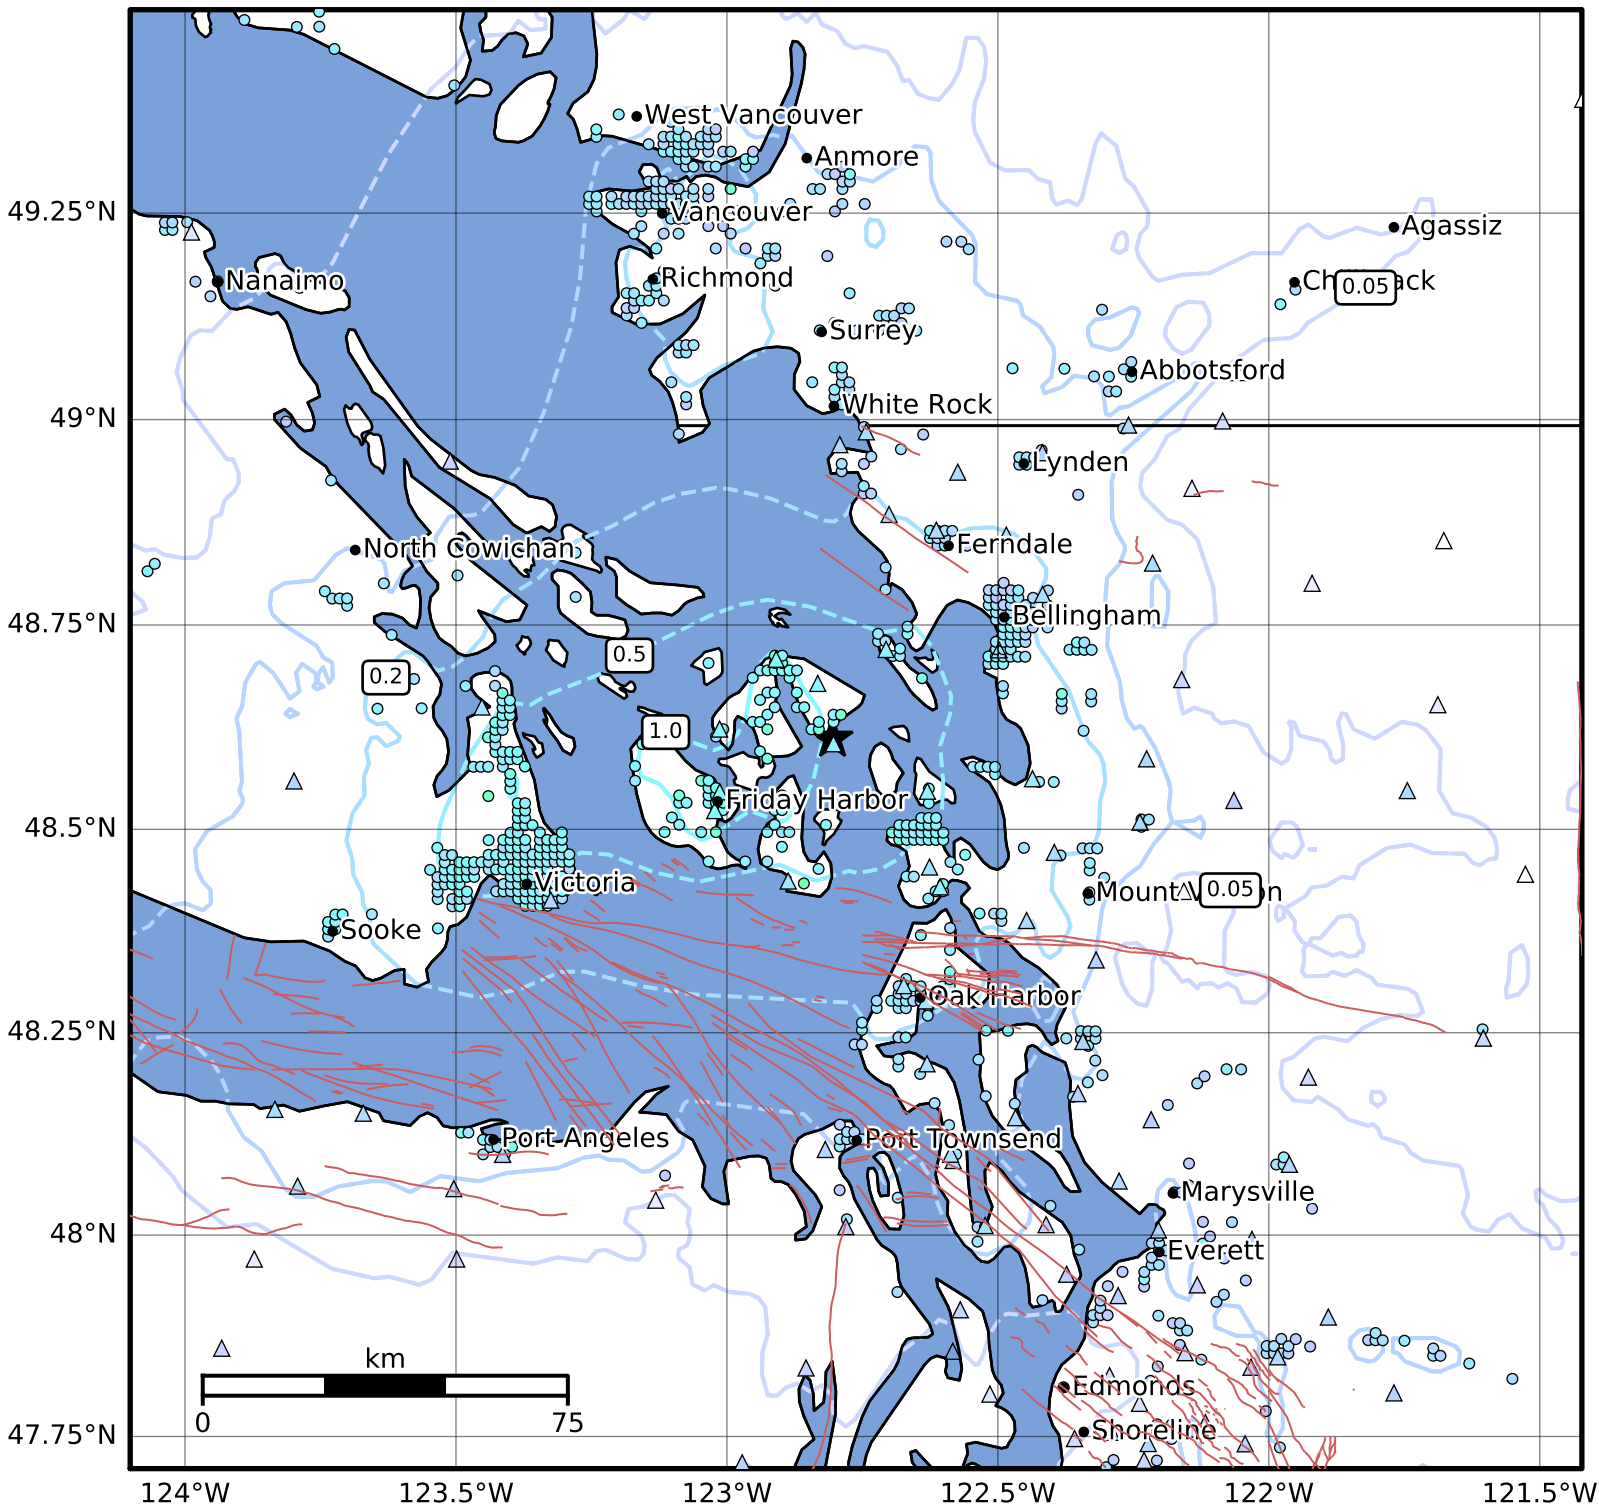 West Vancouver
Anmore
49.25°N
Vancouver
Agassiz
Nanaimo
Richmond
0.05
Surrey
Abbotsford
White Rock
49°N
Lynden
North Cowichan
Ferndale
48.75°N
Bellingham
0.5
0.2
1.0
Friday Harbor
48.5°N
Victoria
0.05
Sooke
Oak Harbor
48.25°N
Port Angeles
Port Townsend
Marysville
48°N
Everett
km
Edmonds
0 75
Shoreline
47.75°N
124°W 123.5°W 123°W 122.5°W 122°W 121.5°W